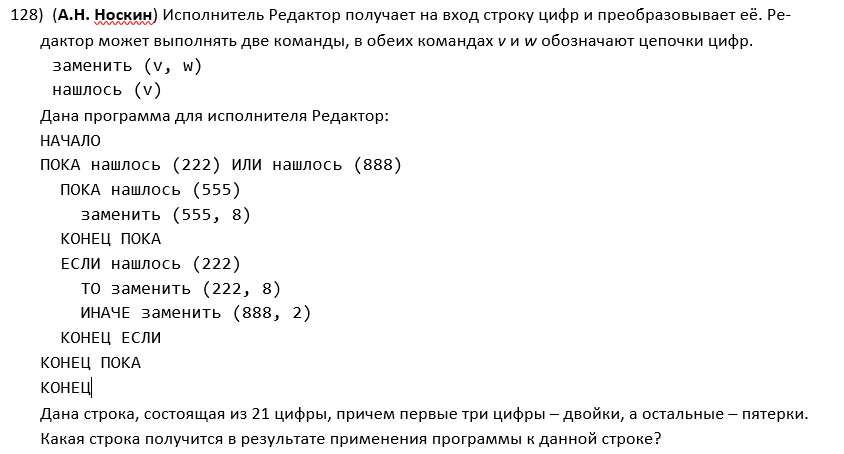 128) (А.Н. Носкин) Исполнитель Редактор получает на вход строку цифр и преобразовывает её. Ре-
дактор может выполнять две команды, в обеих командах v и w обозначают цепочки цифр.
заменить (v, w)
нашлось (v)
Дана программа для исполнителя Редактор:
НАЧАЛО
ПОКА нашлось (222) ИЛИ нашлось (888)
ПОКА нашлось (555)
заменить (555, 8)
КОНЕЦ ПОКА
ЕСЛИ нашлось (222)
ТО заменить (222, 8)
ИНАЧЕ заменить (888, 2)
КОНЕЦ ЕСЛИ
КОНЕЦ ПОКА
КОНЕЦ
Дана строка, состоящая из 21 цифры, причем первые три цифры – двойки, а остальные – пятерки.
Какая строка получится в результате применения программы к данной строке?